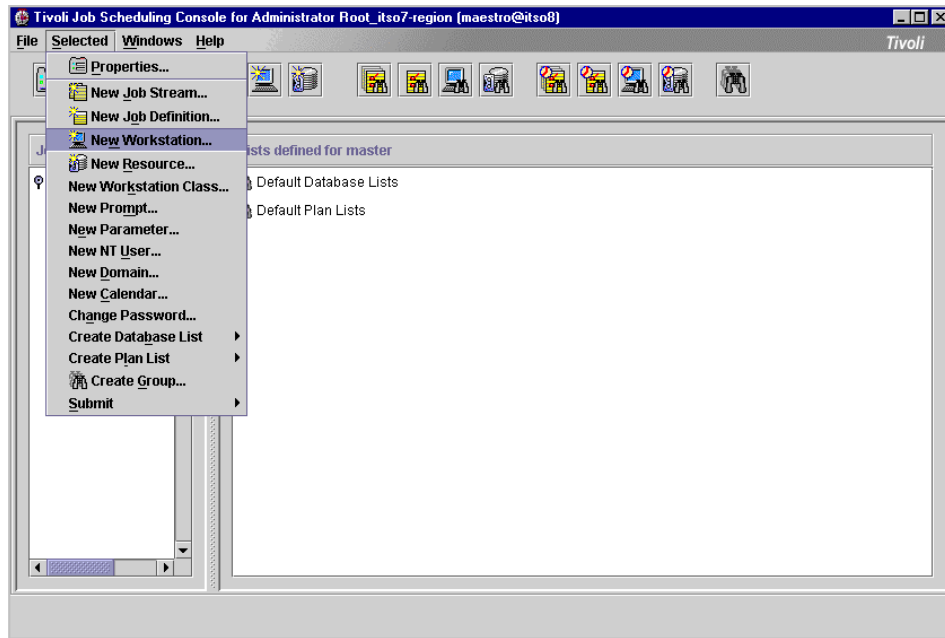 Tivoli Job Scheduling Console for Administrator Root_itso7-region (maestro@itso8)
File Selected Windows Help
Tivoli
Properties...
New Job Stream...
New Job Definition...
New Workstation...
New Resource...
New Workstation Class...
New Prompt...
New Parameter...
New NT User...
New Domain...
New Calendar...
Change Password...
Create Database List
Create Plan List
Create Group...
Submit
ists defined for master
Default Database Lists
Default Plan Lists